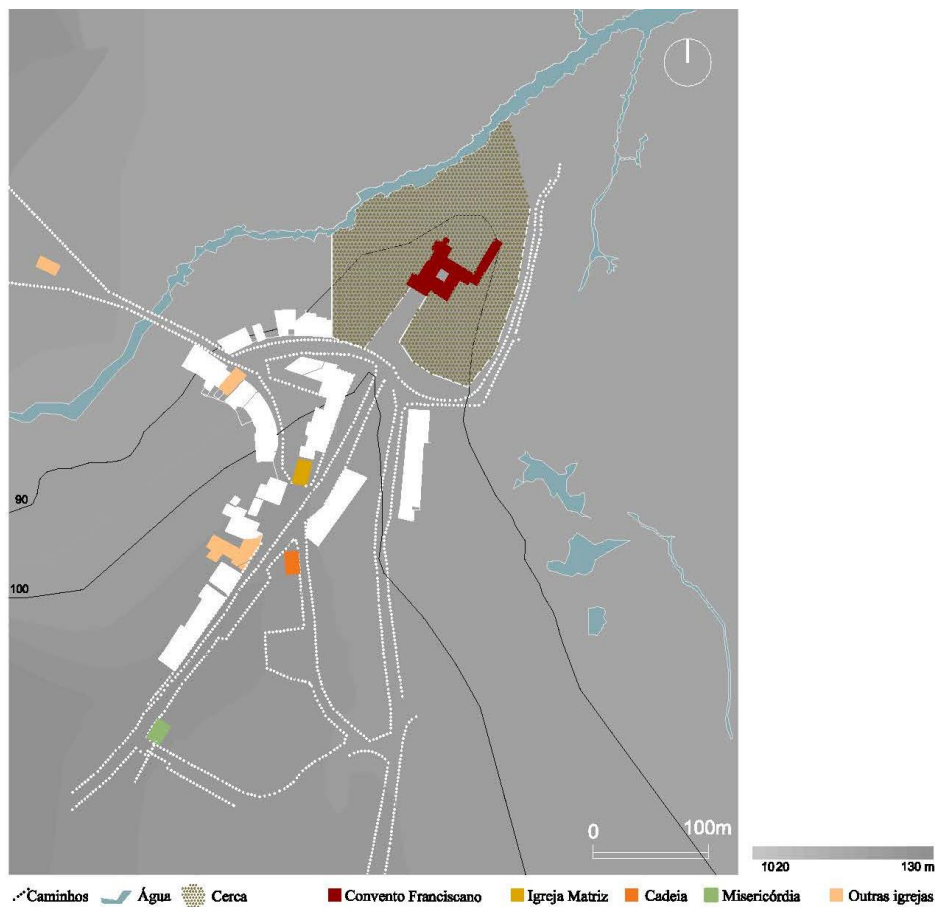 90
100
0 100m
1020 130 m
Caminhos Água Cerca Convento Franciscano Igreja Matriz Cadeia Misericórdia Outras igrejas